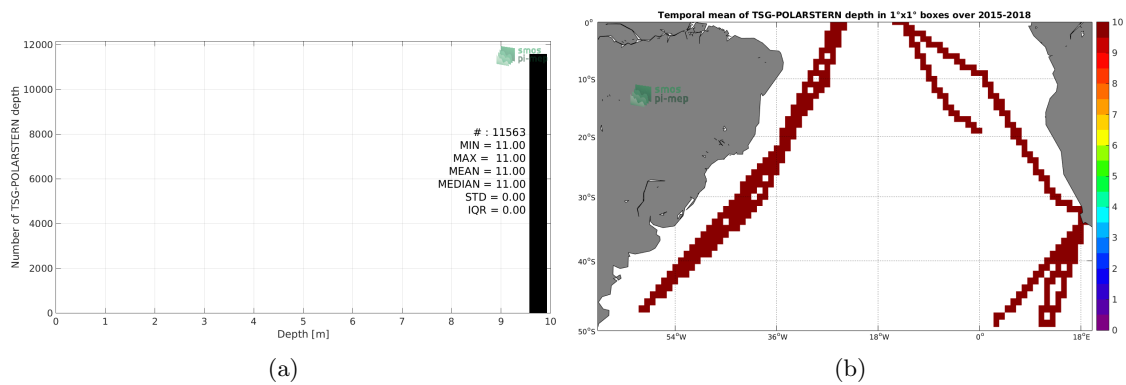 12000
10000
8000
6000
4000
2000
0
Number of TSG-POLARSTERN depth
smos
pi-mep
# : 11563
MIN = 11.00
MAX = 11.00
MEAN = 11.00
MEDIAN = 11.00
STD = 0.00
IQR = 0.00
0 1 2 3 4 5 6 7 8 9 10
Depth [m]
(a)
Temporal mean of TSG-POLARSTERN depth in 1°x1° boxes over 2015-2018
0°
10°S
20°S
30°S
40°S
50°S
smos
pi-mep
54°W 36°W 18°W 0° 18°E
10
9
8
7
6
5
4
3
2
1
0
(b)